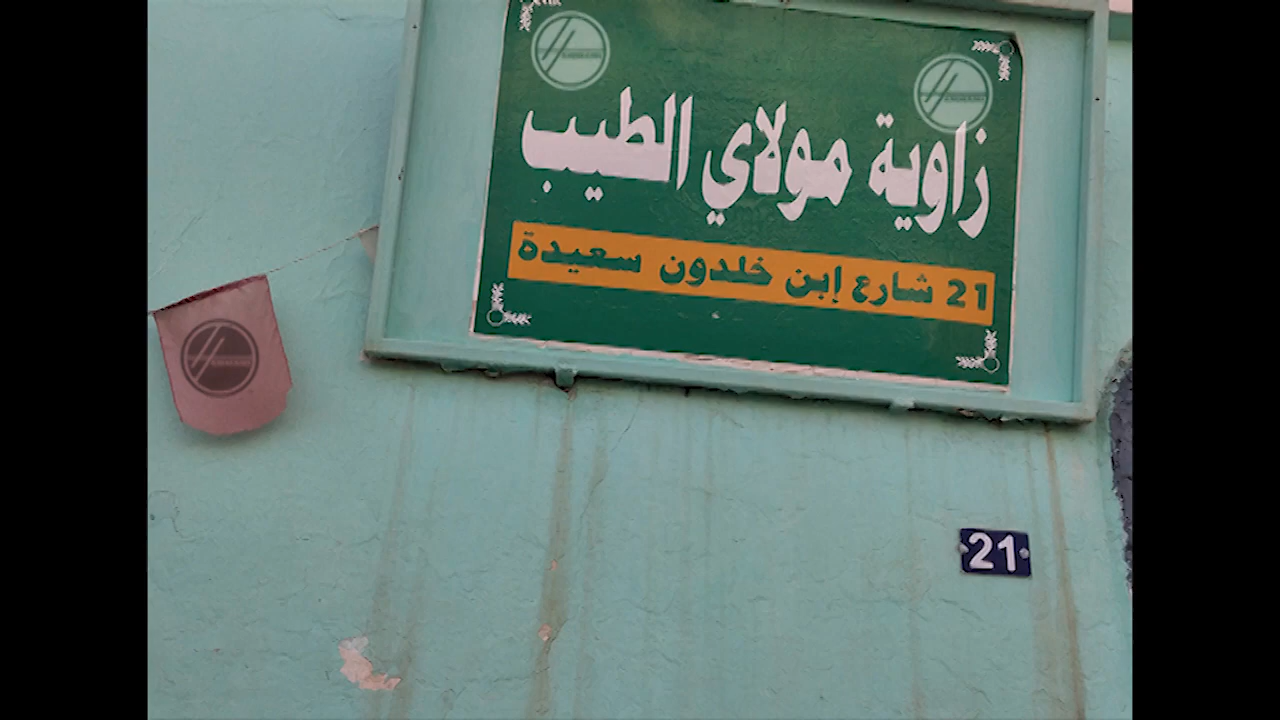 زاوية مولاي الطيب
21 شارع إبن خلدون سعيدة
21